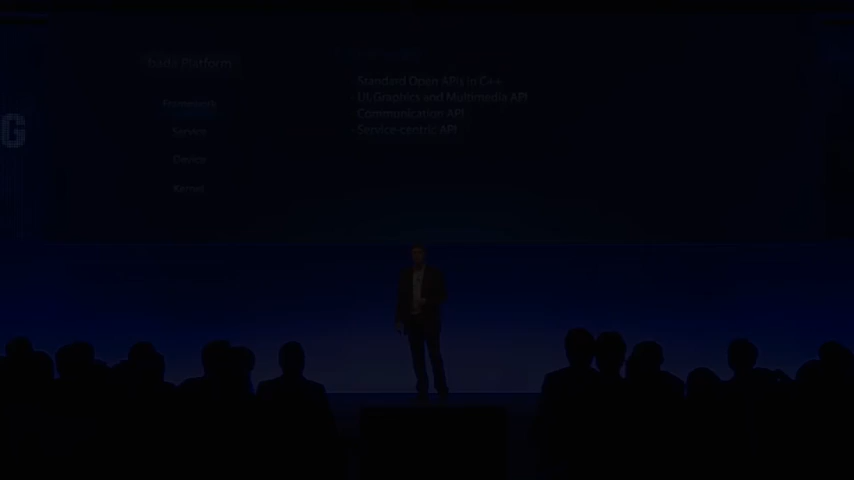 bada Platform
Framework
Service
Device
Kernel
Standard Open APIs in C++
UI Graphics and Multimedia API
Communication API
Service-centric API
G